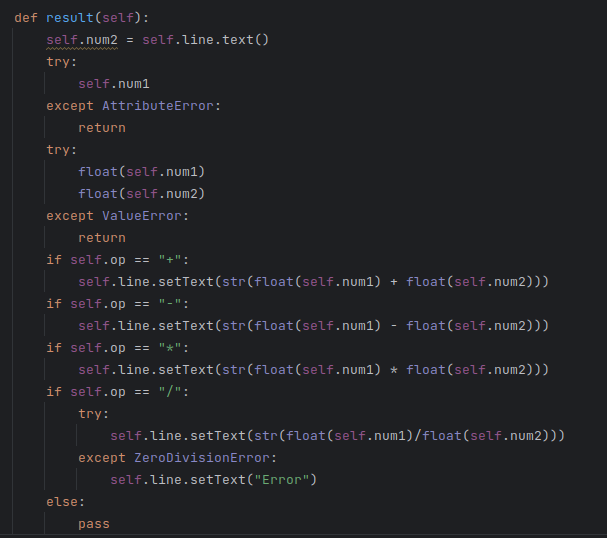 def result(self):
    self.num2 = self.line.text()
    try:
        self.num1
    except AttributeError:
        return
    try:
        float(self.num1)
        float(self.num2)
    except ValueError:
        return
    if self.op == "+":
        self.line.setText(str(float(self.num1) + float(self.num2)))
    if self.op == "-":
        self.line.setText(str(float(self.num1) - float(self.num2)))
    if self.op == "*":
        self.line.setText(str(float(self.num1) * float(self.num2)))
    if self.op == "/":
        try:
            self.line.setText(str(float(self.num1)/float(self.num2)))
        except ZeroDivisionError:
            self.line.setText("Error")
    else:
        pass